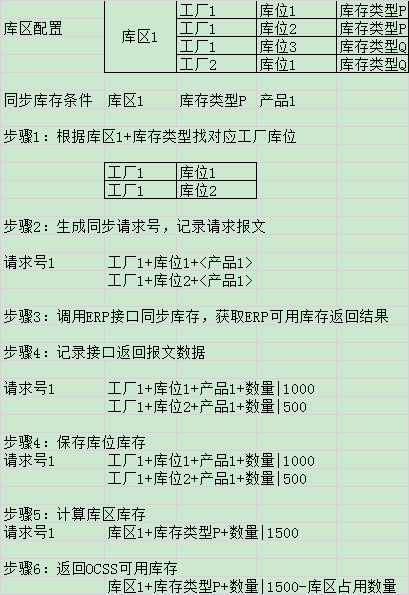 库区配置 库区1 工厂1 库位1 库存类型P
工厂1 库位2 库存类型P
工厂1 库位3 库存类型Q
工厂2 库位1 库存类型Q
同步库存条件 库区1 库存类型P 产品1
步骤1：根据库区1+库存类型找对应工厂库位
工厂1 库位1
工厂1 库位2
步骤2：生成同步请求号，记录请求报文
请求号1 工厂1+库位1+<产品1>
工厂1+库位2+<产品1>
步骤3：调用ERP接口同步库存，获取ERP可用库存返回结果
步骤4：记录接口返回报文数据
请求号1 工厂1+库位1+产品1+数量|1000
工厂1+库位2+产品1+数量|500
步骤4：保存库位库存
请求号1 工厂1+库位1+产品1+数量|1000
工厂1+库位2+产品1+数量|500
步骤5：计算库区库存
请求号1 库区1+库存类型P+数量|1500
步骤6：返回OCSS可用库存
库区1+库存类型P+数量|1500-库区占用数量